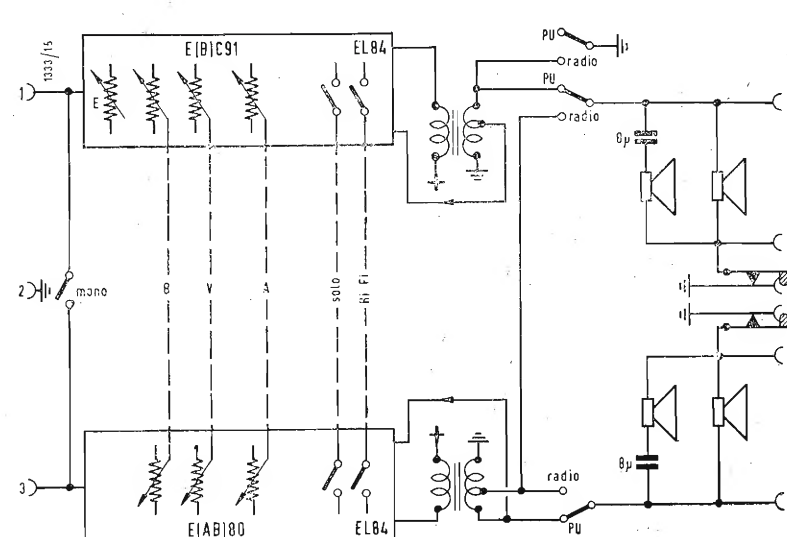 1333/15
E(B)C91
EL84
PU
radio
PU
radio
1
E
8μ
2
mono
B
V
A
solo
Hi Fi
3
E(AB)80
EL84
radio
PU
8μ